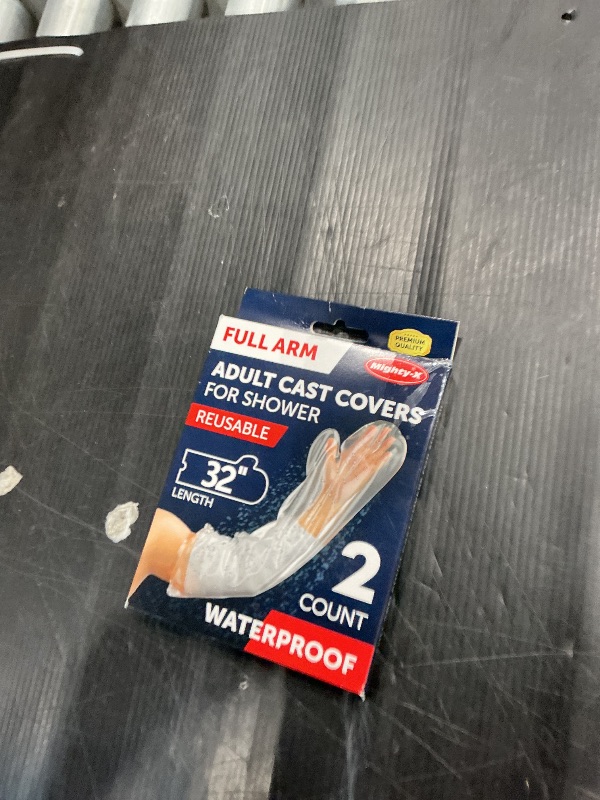 FULL ARM
PREMIUM
QUALITY
Mighty-X
ADULT CAST COVERS
FOR SHOWER
REUSABLE
32"
LENGTH
2
COUNT
WATERPROOF